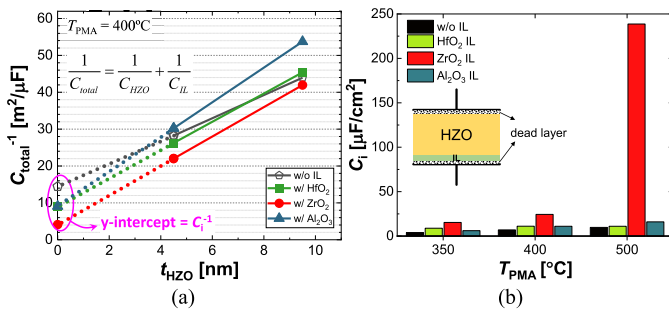 60
50
40
30
20
10
0
C_total^-1 [m²/μF]
T_PMA = 400ºC
1/C_total = 1/C_HZO + 1/C_IL
w/o IL
w/ HfO₂
w/ ZrO₂
w/ Al₂O₃
y-intercept = C_i^-1
0 2 4 6 8 10
t_HZO [nm]
(a)
250
200
150
100
50
0
C_i [μF/cm²]
w/o IL
HfO₂ IL
ZrO₂ IL
Al₂O₃ IL
HZO
IL
dead layer
350 400 500
T_PMA [°C]
(b)